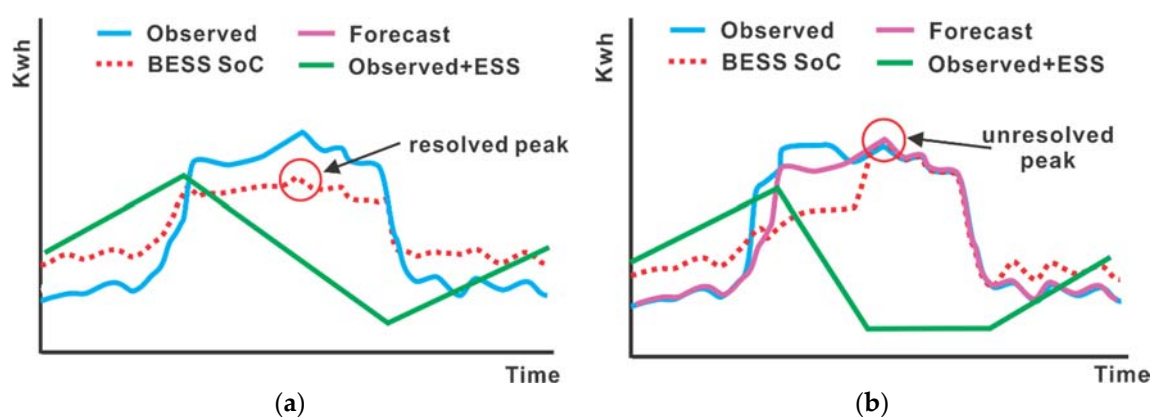 Kwh
Observed
Forecast
BESS SoC
Observed+ESS
resolved peak
Time
(a)
Kwh
Observed
Forecast
BESS SoC
Observed+ESS
unresolved
peak
Time
(b)